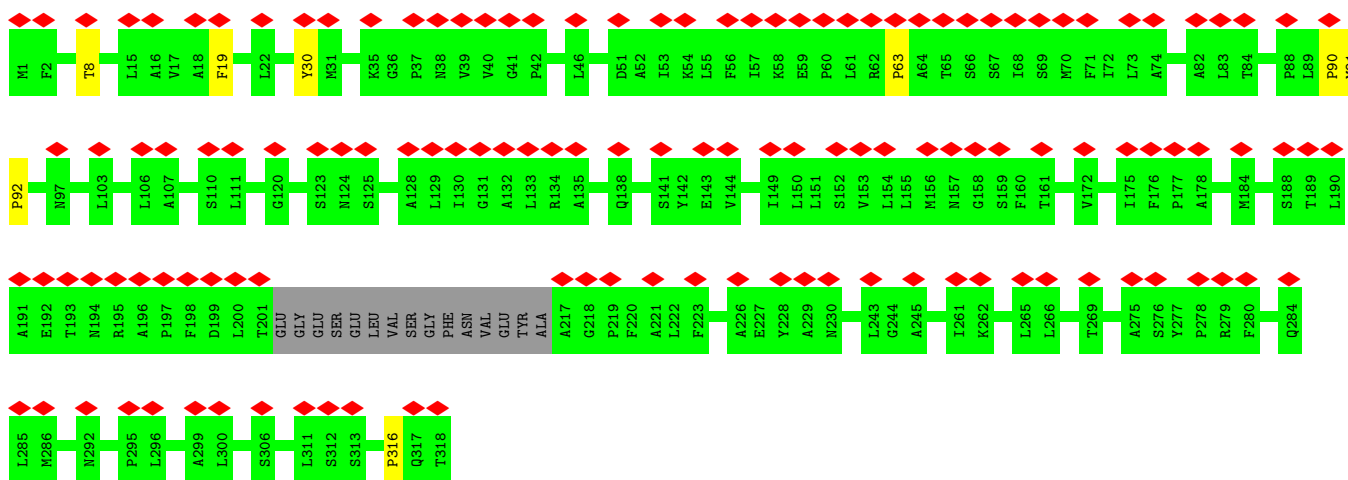 M1 F2 T8 L15 A16 V17 A18 F19 L22 Y30 M31 K35 G36 P37 N38 V39 V40 G41 P42 L46 D51 A52 I53 K54 L55 F56 I57 K58 E59 P60 L61 R62 P63 A64 T65 S66 S67 I68 S69 M70 F71 I72 L73 A74 A82 L83 T84 P88 L89 P90
P92 N97 L103 L106 A107 S110 L111 G120 S123 N124 S125 A128 L129 I130 G131 A132 L133 R134 A135 Q138 S141 Y142 E143 V144 I149 L150 L151 S152 V153 L154 L155 M156 N157 G158 S159 F160 T161 V172 I175 F176 P177 A178 M184 S188 T189 L190
A191 E192 T193 N194 R195 A196 P197 F198 D199 L200 T201 GLU GLY GLU SER GLU LEU VAL SER GLY PHE ASN VAL GLU TYR ALA A217 G218 P219 F220 A221 L222 F223 A226 E227 Y228 A229 N230 L243 G244 A245 I261 K262 L265 L266 T269 A275 S276 Y277 P278 R279 F280 Q284
L285 M286 N292 P295 L296 A299 L300 S306 L311 S312 S313 P316 Q317 T318